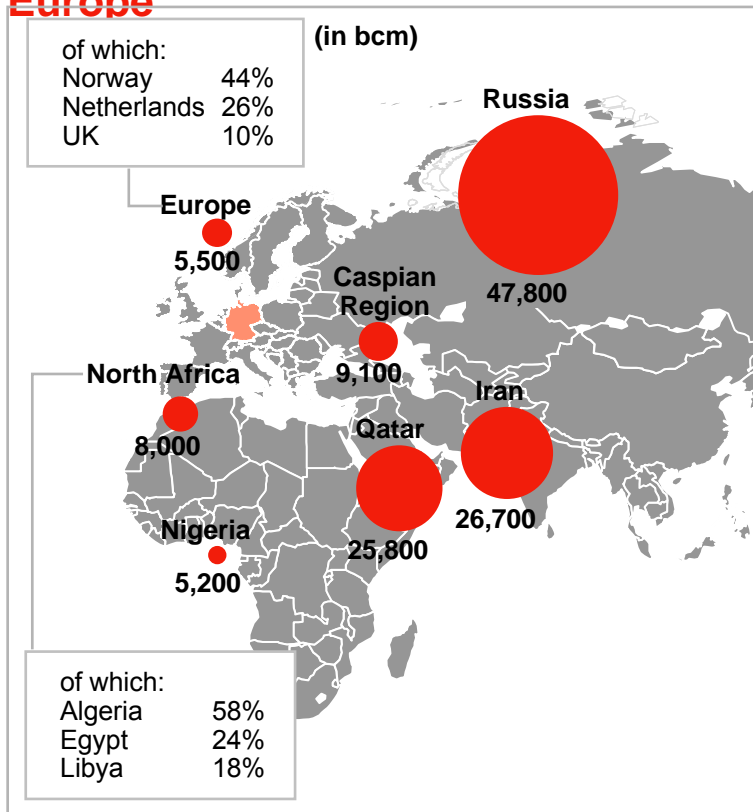 Europe
(in bcm)
of which:
Norway 44%
Netherlands 26%
UK 10%
Russia
47,800
Europe
5,500
Caspian
Region
9,100
North Africa
8,000
Iran
26,700
Qatar
25,800
Nigeria
5,200
of which:
Algeria 58%
Egypt 24%
Libya 18%